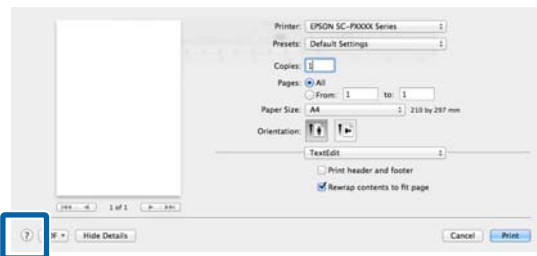 Printer: EPSON SC-PXXXX Series
Presets: Default Settings
Copies: 1
Pages: All
From: 1 to: 1
Paper Size: A4 210 by 297 mm
Orientation:
TextEdit
Print header and footer
Rewrap contents to fit page
1 of 1
? DF Hide Details Cancel Print